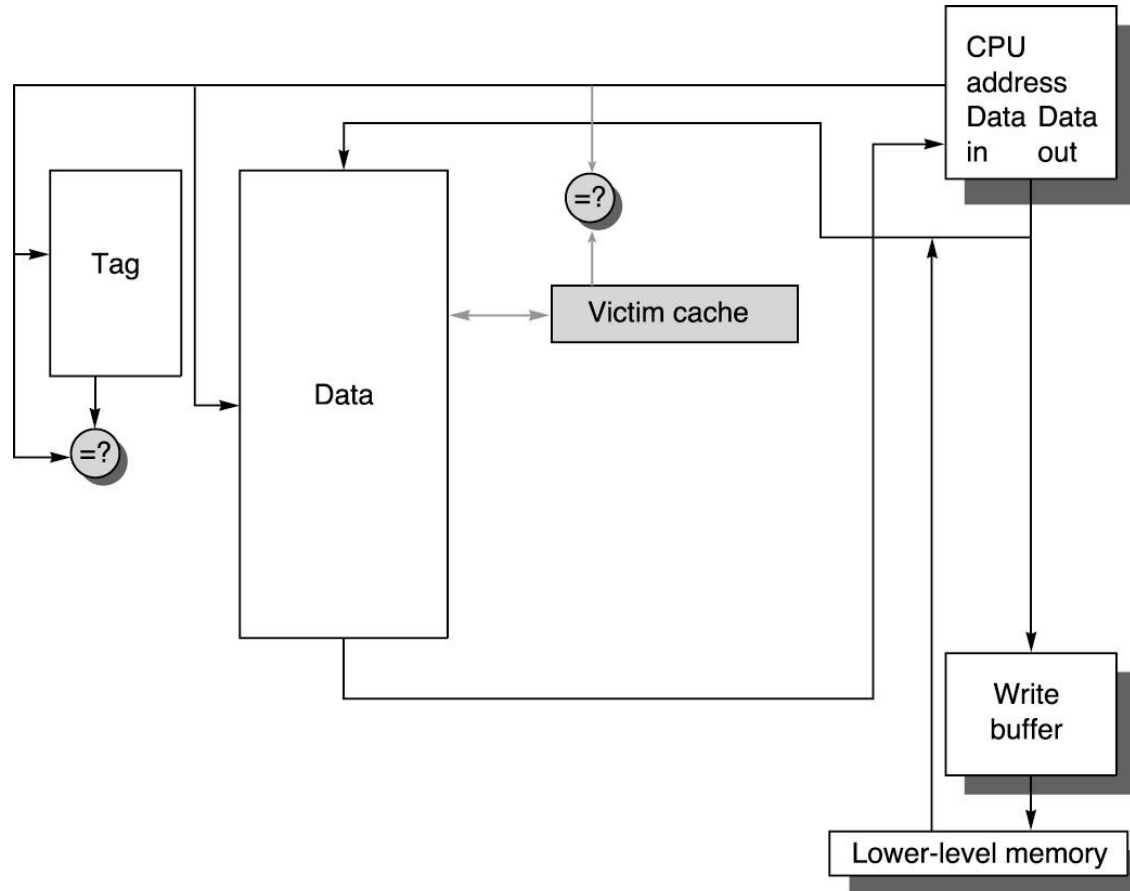 CPU
address
Data Data
in out
=?
Tag
Victim cache
Data
=?
Write
buffer
Lower-level memory